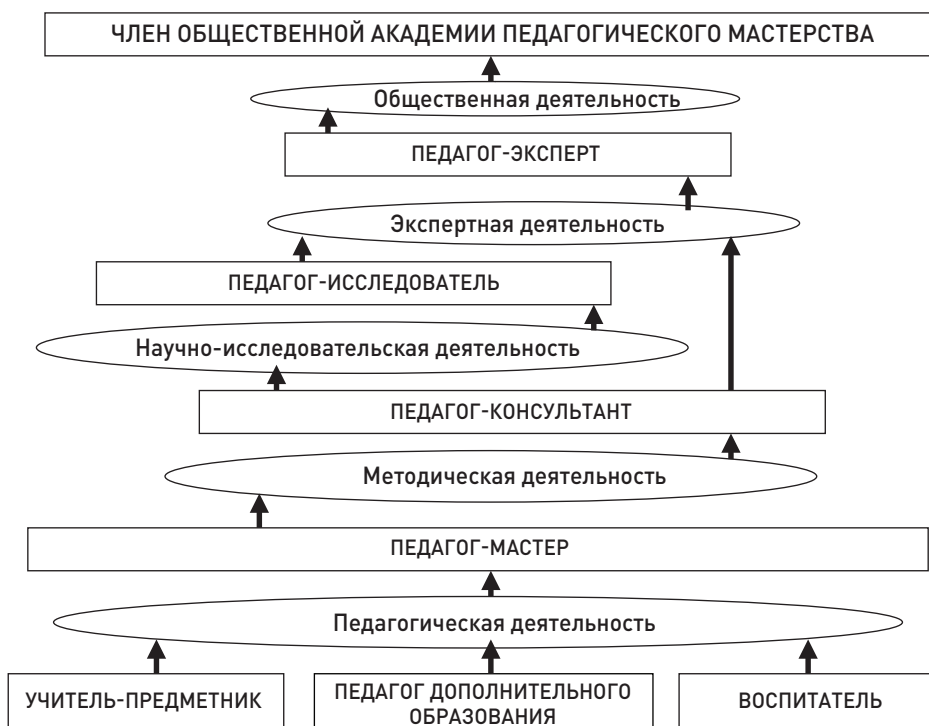 ЧЛЕН ОБЩЕСТВЕННОЙ АКАДЕМИИ ПЕДАГОГИЧЕСКОГО МАСТЕРСТВА
Общественная деятельность
ПЕДАГОГ-ЭКСПЕРТ
Экспертная деятельность
ПЕДАГОГ-ИССЛЕДОВАТЕЛЬ
Научно-исследовательская деятельность
ПЕДАГОГ-КОНСУЛЬТАНТ
Методическая деятельность
ПЕДАГОГ-МАСТЕР
Педагогическая деятельность
УЧИТЕЛЬ-ПРЕДМЕТНИК
ПЕДАГОГ ДОПОЛНИТЕЛЬНОГО
ОБРАЗОВАНИЯ
ВОСПИТАТЕЛЬ